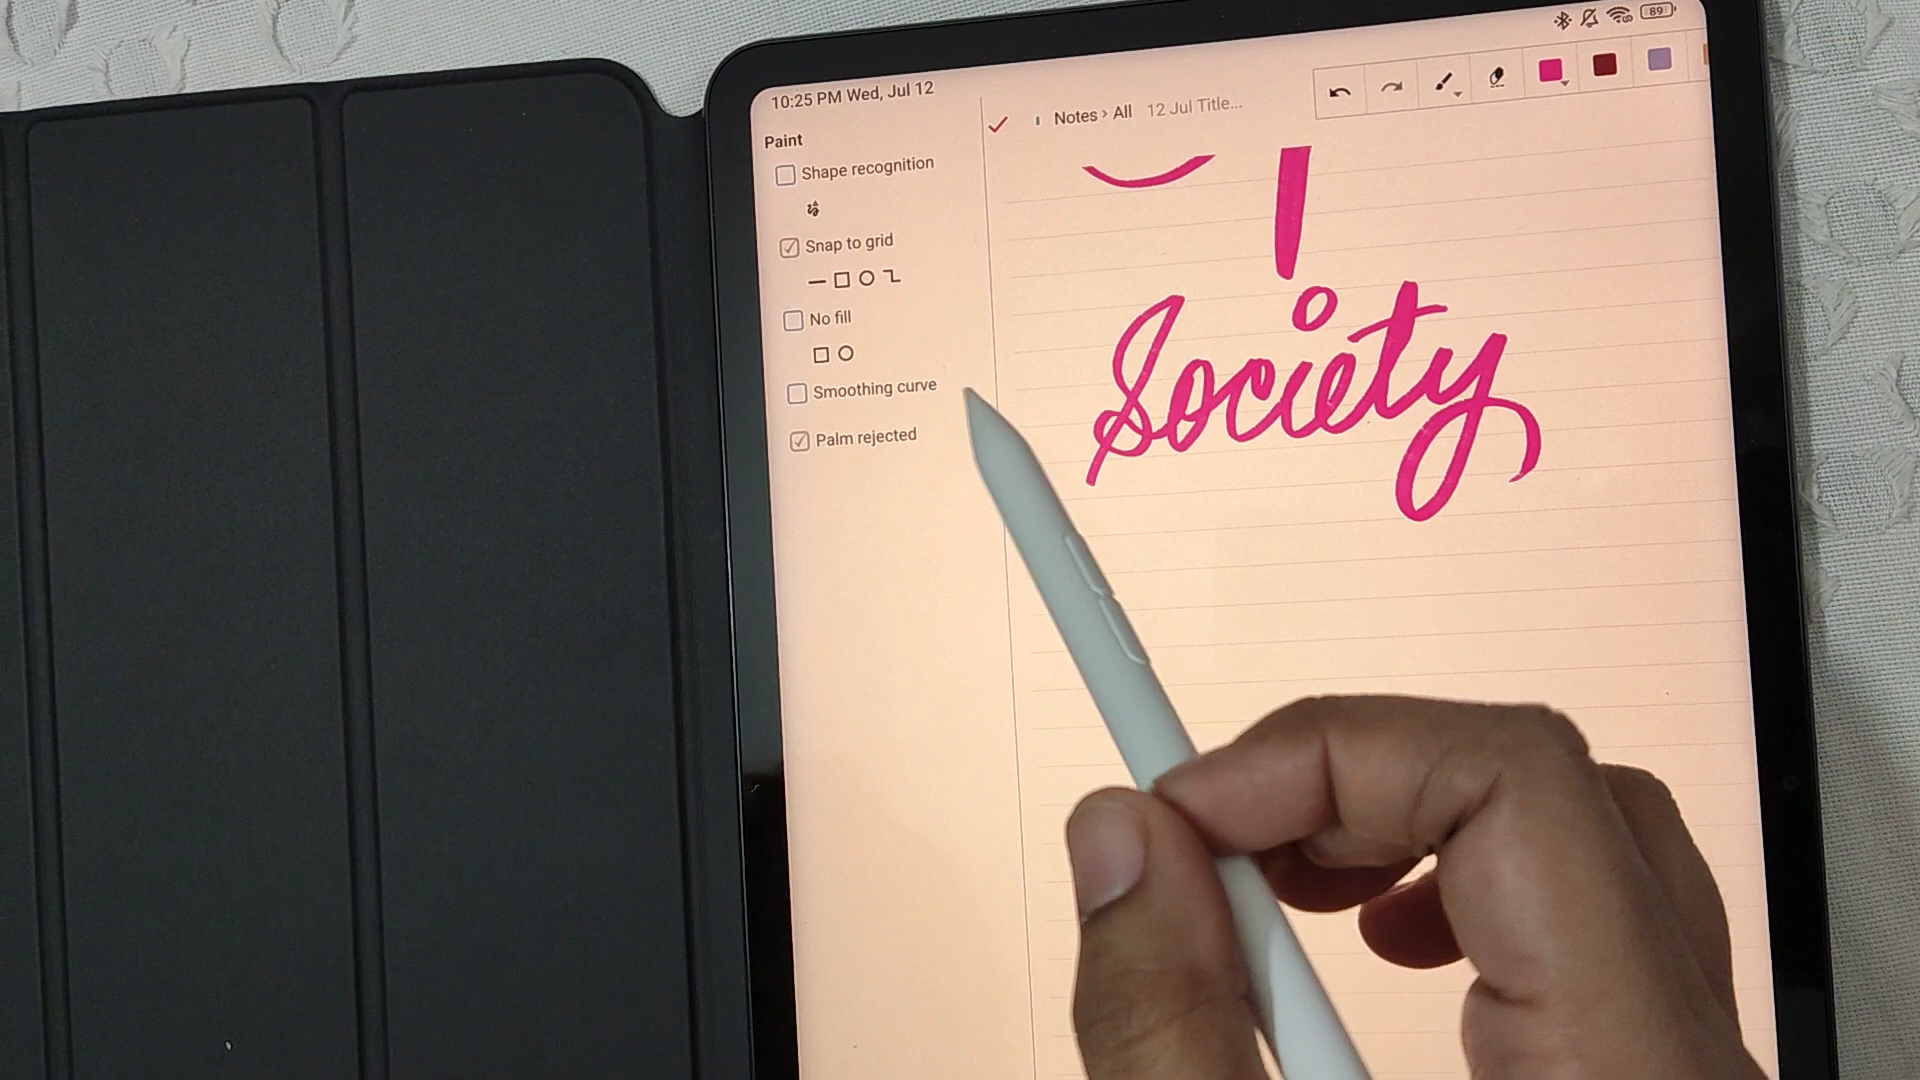 10:25 PM Wed, Jul 12
89
Paint
Notes > All 12 Jul Title...
Shape recognition
Snap to grid
No fill
Smoothing curve
Palm rejected
Society